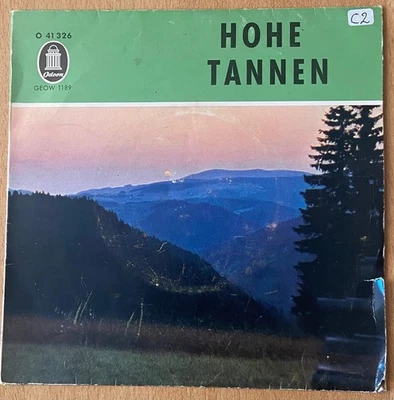 O 41 326
Odeon
GEOW 1189
HOHE
TANNEN
C2